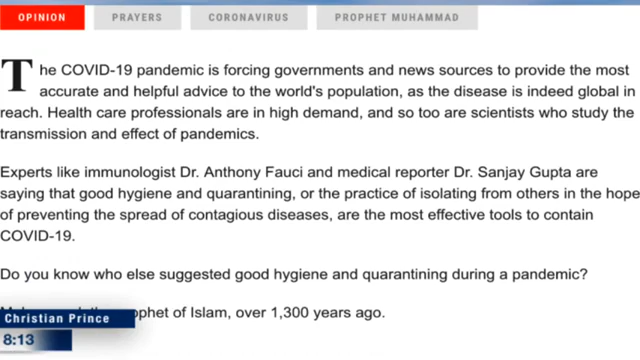 OPINION
PRAYERS
CORONAVIRUS
PROPHET MUHAMMAD
The COVID-19 pandemic is forcing governments and news sources to provide the most
accurate and helpful advice to the world's population, as the disease is indeed global in
reach. Health care professionals are in high demand, and so too are scientists who study the
transmission and effect of pandemics.
Experts like immunologist Dr. Anthony Fauci and medical reporter Dr. Sanjay Gupta are
saying that good hygiene and quarantining, or the practice of isolating from others in the hope
of preventing the spread of contagious diseases, are the most effective tools to contain
COVID-19.
Do you know who else suggested good hygiene and quarantining during a pandemic?
of Islam, over 1,300 years ago.
Christian Prince
8:13